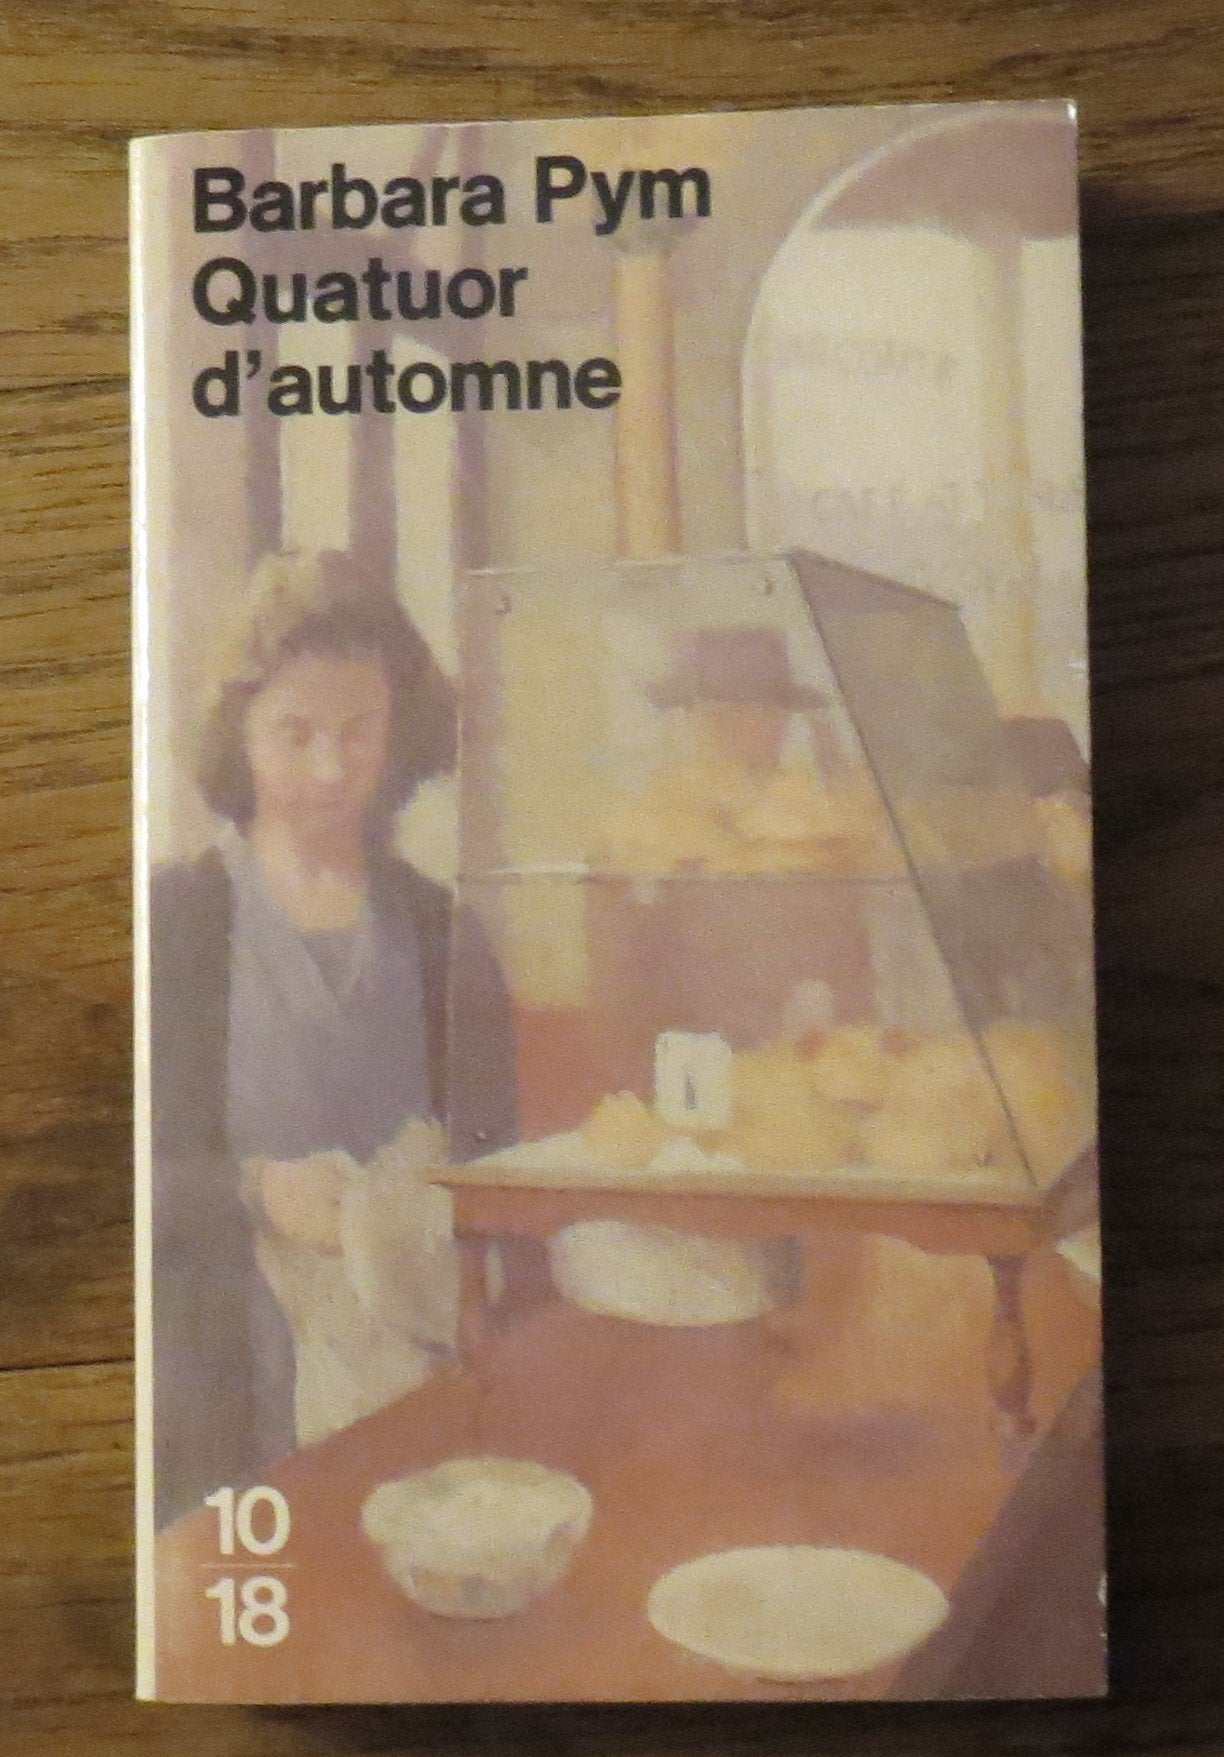 Barbara Pym
Quatuor
d'automne
10
18